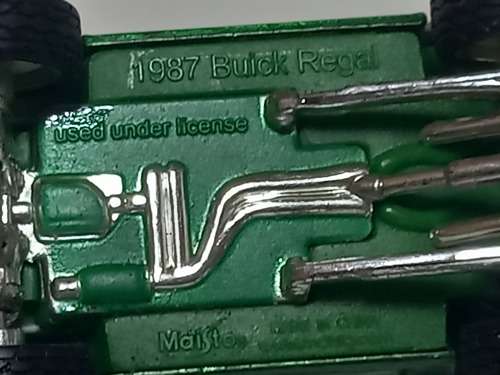 1987 Buick Regal
used under license
Maisto